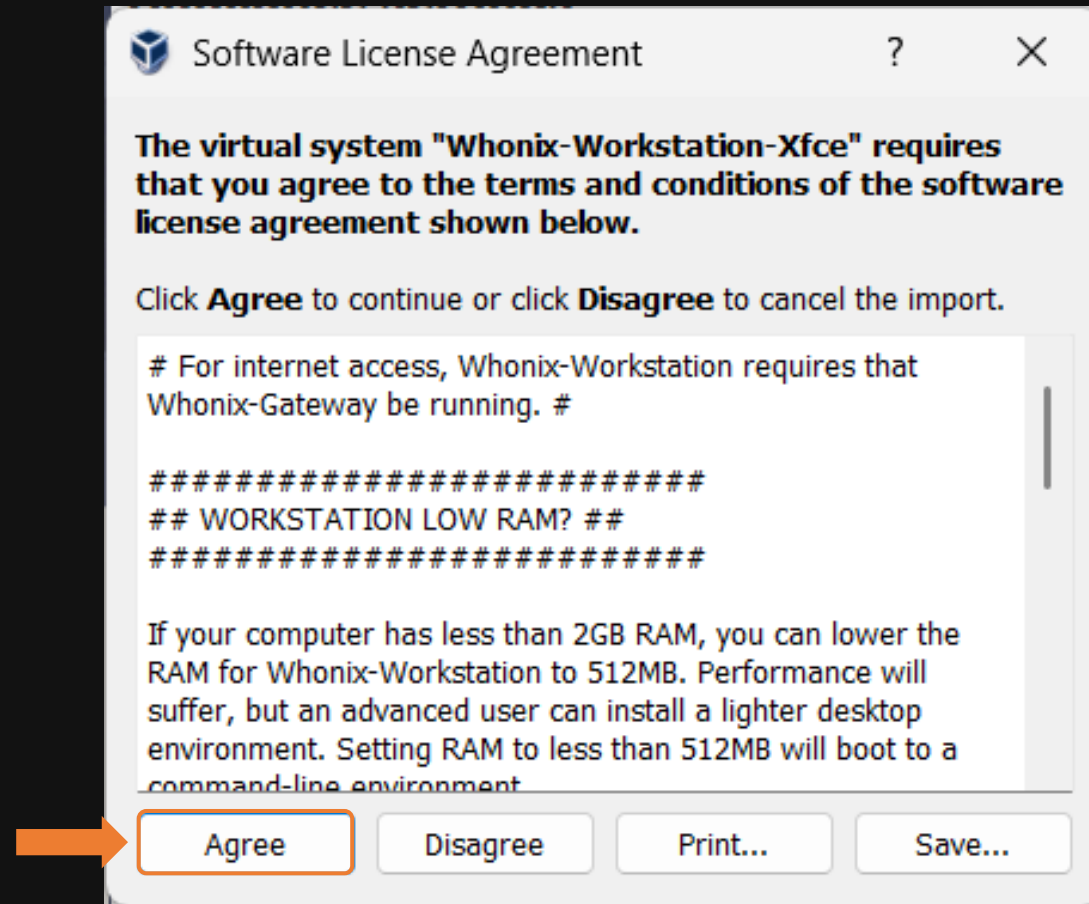 Software License Agreement
?
The virtual system "Whonix-Workstation-Xfce" requires
that you agree to the terms and conditions of the software
license agreement shown below.
Click Agree to continue or click Disagree to cancel the import.
# For internet access, Whonix-Workstation requires that
Whonix-Gateway be running. #
##########################
## WORKSTATION LOW RAM? ##
##########################
If your computer has less than 2GB RAM, you can lower the
RAM for Whonix-Workstation to 512MB. Performance will
suffer, but an advanced user can install a lighter desktop
environment. Setting RAM to less than 512MB will boot to a
command-line environment
Agree
Disagree
Print...
Save...